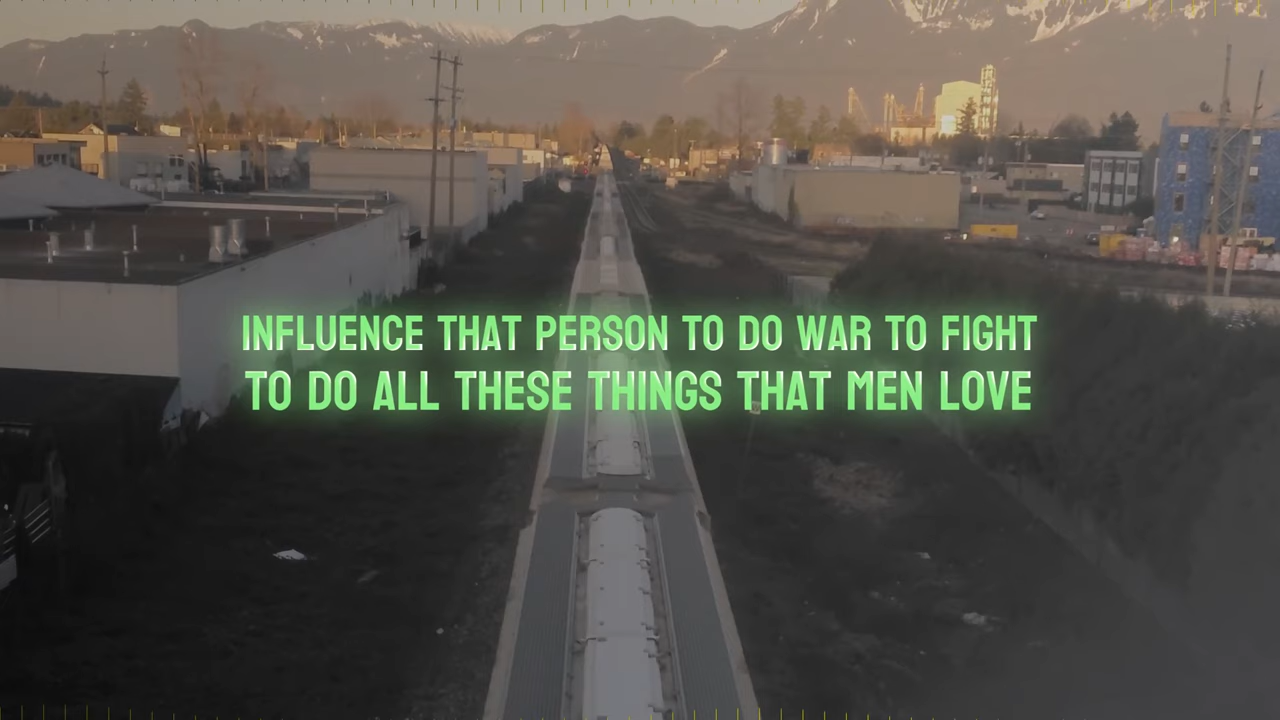 INFLUENCE THAT PERSON TO DO WAR TO FIGHT
TO DO ALL THESE THINGS THAT MEN LOVE